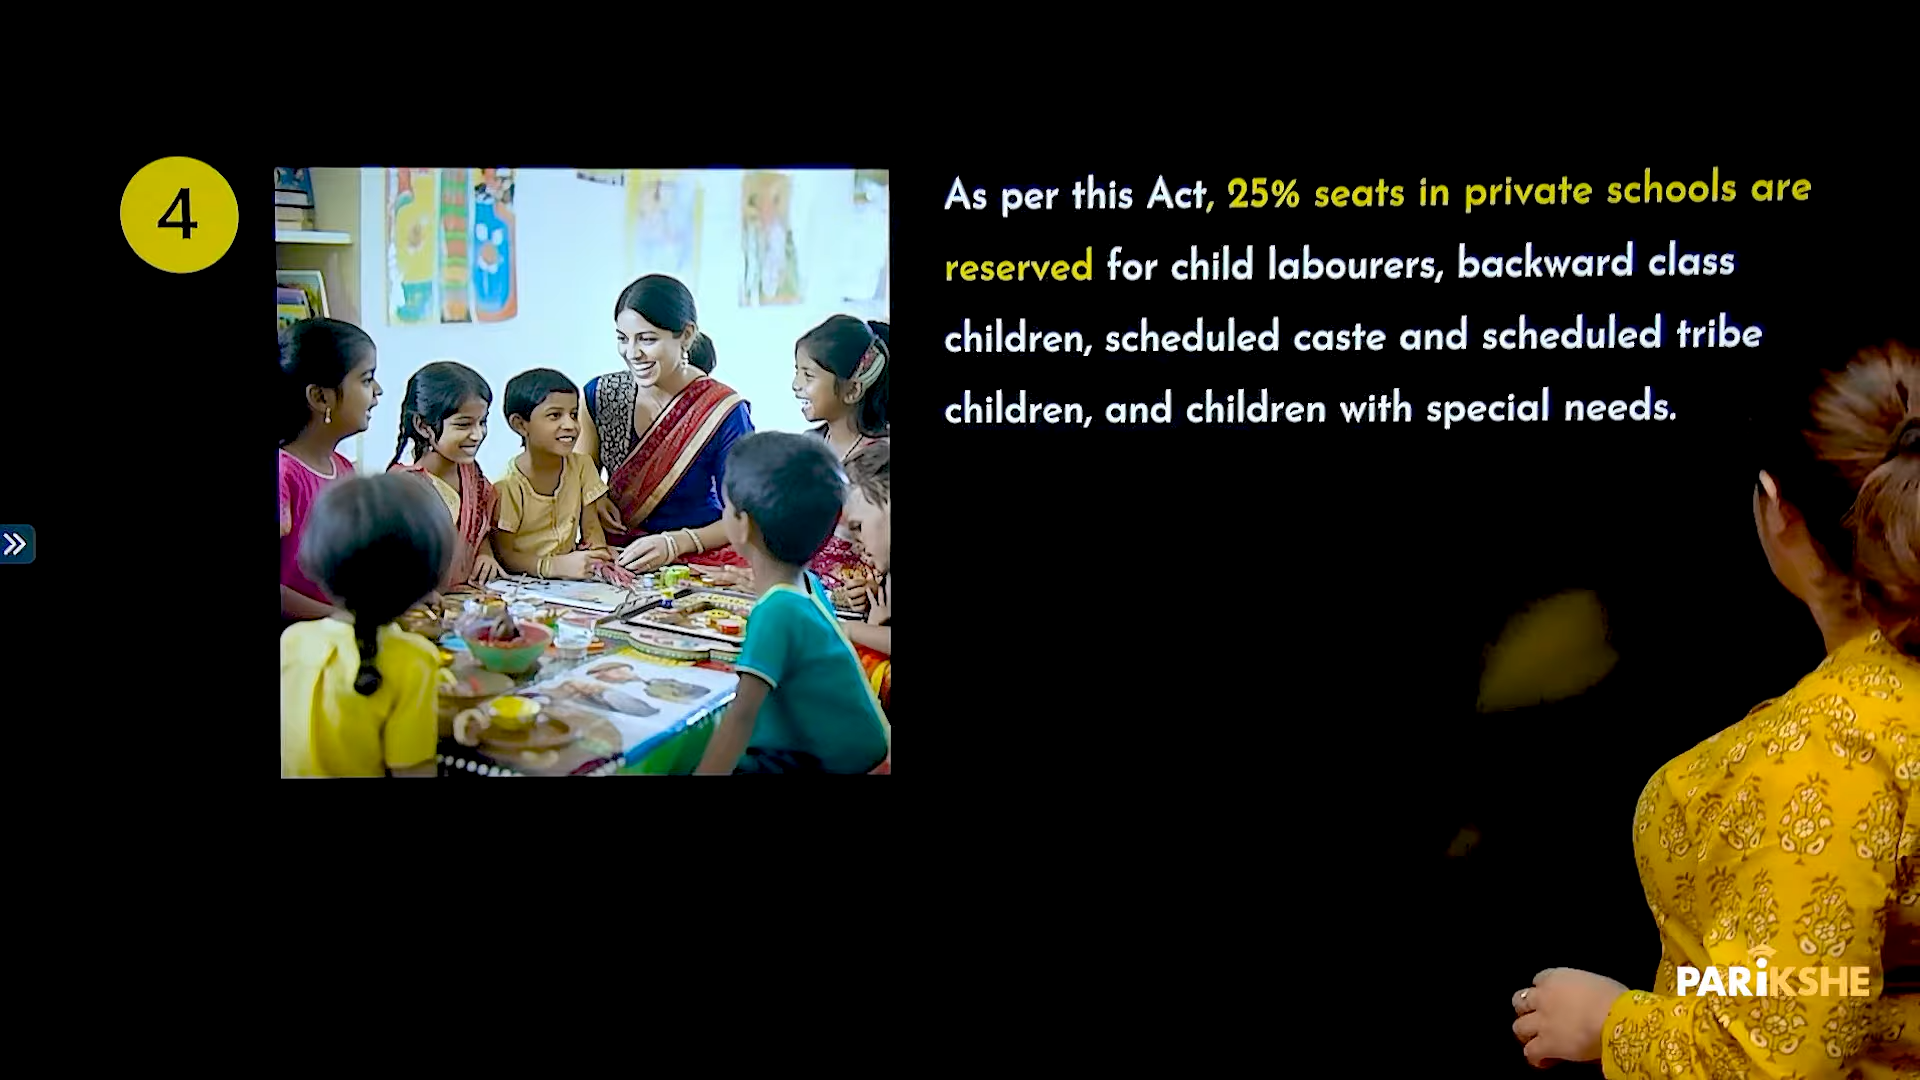 4
As per this Act, 25% seats in private schools are
reserved for child labourers, backward class
children, scheduled caste and scheduled tribe
children, and children with special needs.
PARiKSHE